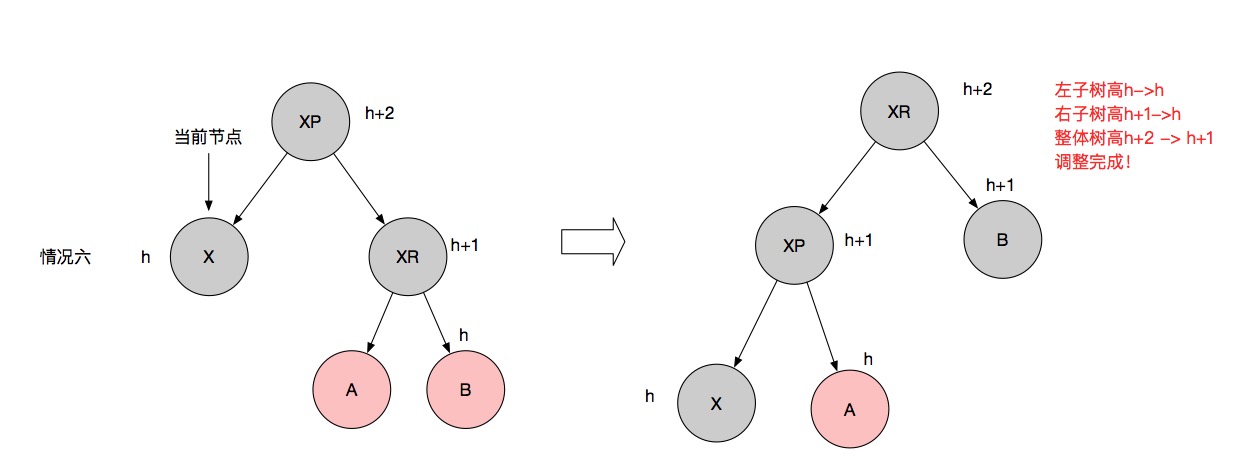 XP
h+2
当前节点
情况六
h
X
XR
h+1
h
A
B
XR
h+2
左子树高h–>h
右子树高h+1–>h
整体树高h+2 –> h+1
调整完成！
XP
h+1
h+1
B
h
X
h
A